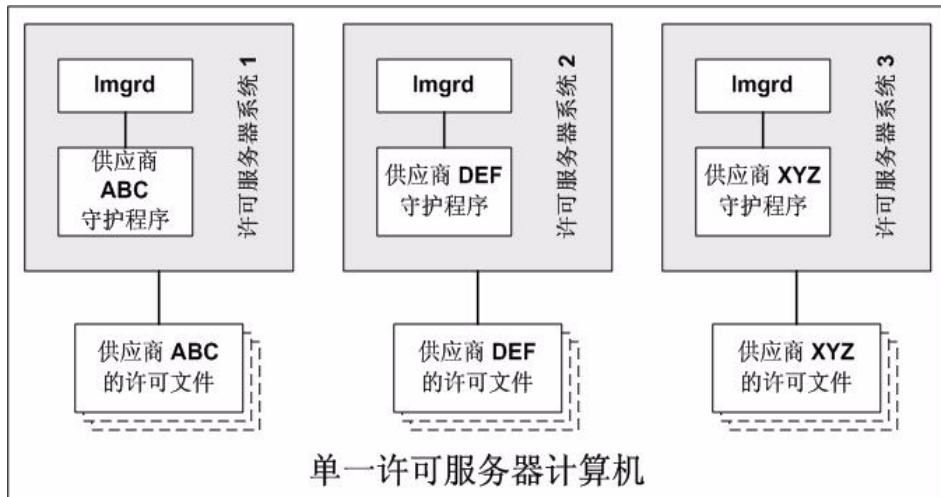 lmgrd
供应商
ABC
守护程序
许可服务器系统 1
供应商 ABC
的许可文件
lmgrd
供应商 DEF
守护程序
许可服务器系统 2
供应商 DEF
的许可文件
lmgrd
供应商 XYZ
守护程序
许可服务器系统 3
供应商 XYZ
的许可文件
单一许可服务器计算机